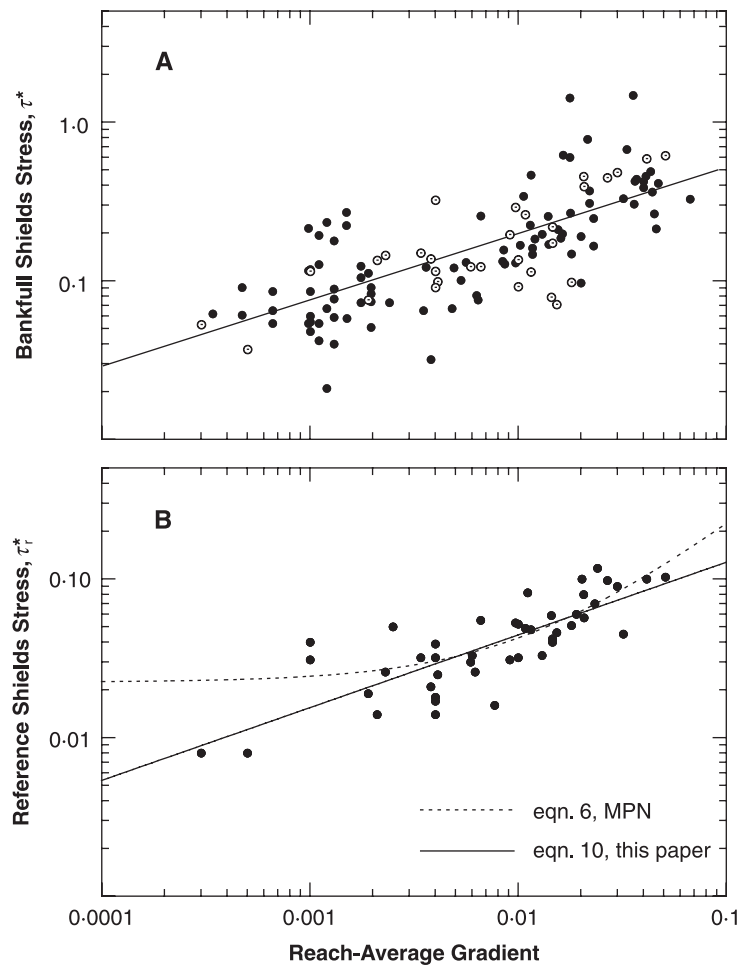 A
Bankfull Shields Stress, τ*
1·0
0·1
B
Reference Shields Stress, τ*r
0·10
0·01
eqn. 6, MPN
eqn. 10, this paper
0·0001 0·001 0·01 0·1
Reach-Average Gradient